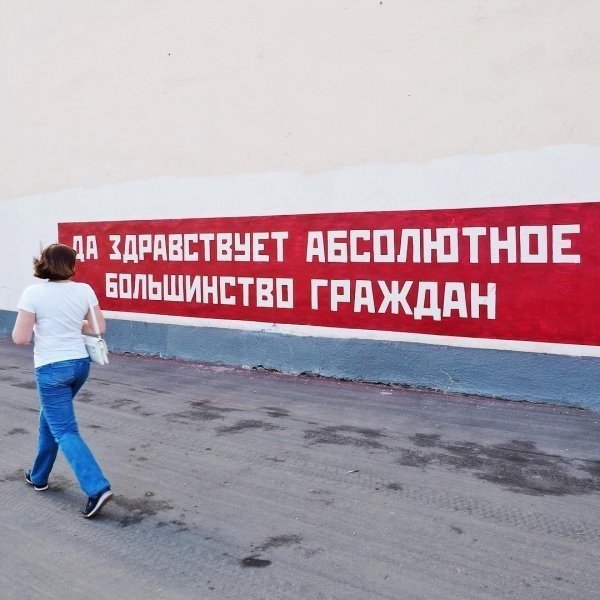 ДА ЗДРАВСТВУЕТ АБСОЛЮТНОЕ
БОЛЬШИНСТВО ГРАЖДАН